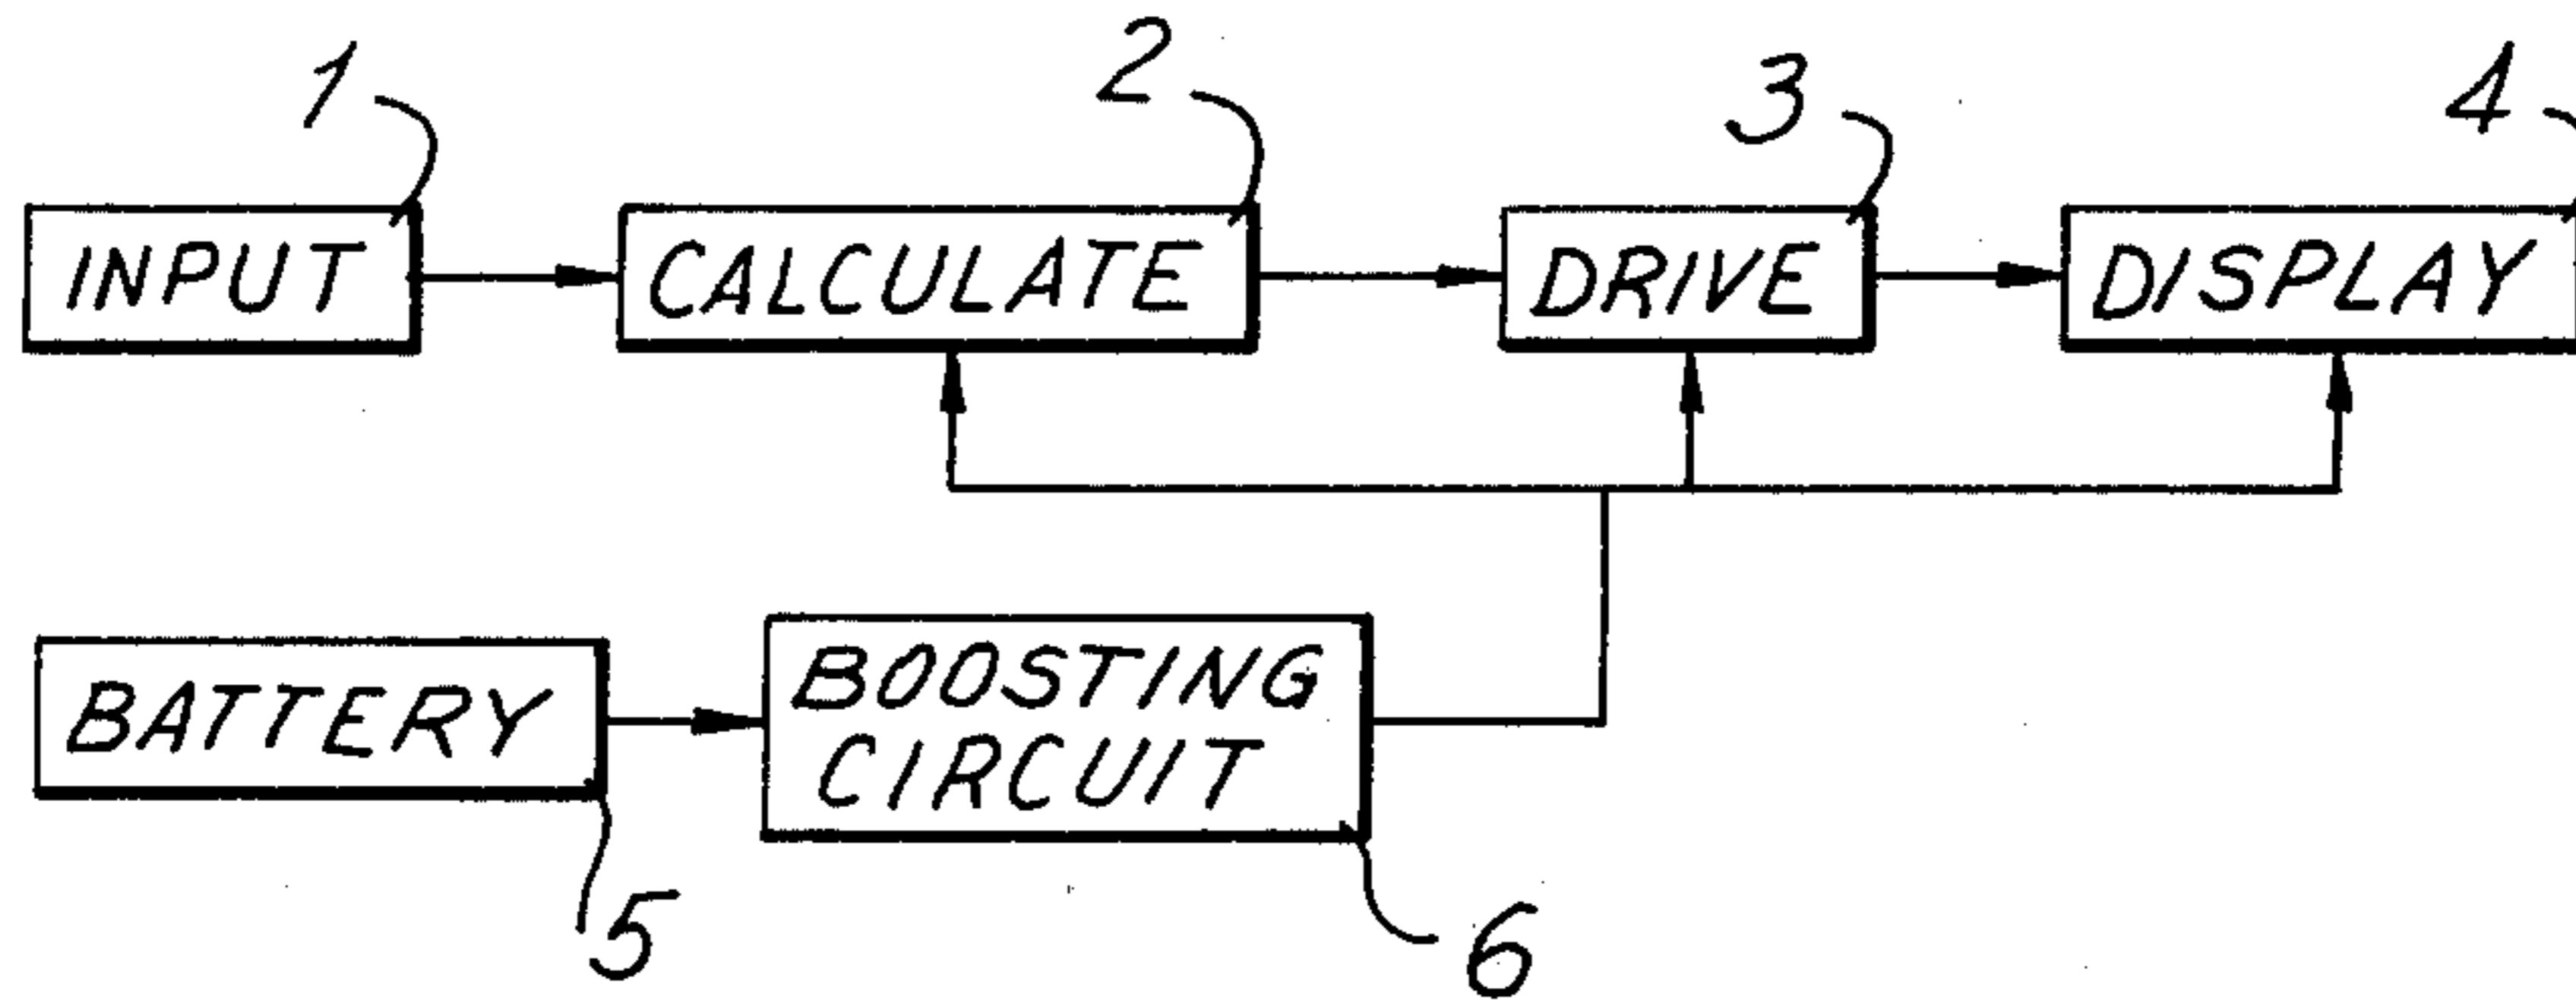 1
2
3
4
INPUT
CALCULATE
DRIVE
DISPLAY
BATTERY
BOOSTING
CIRCUIT
5
6